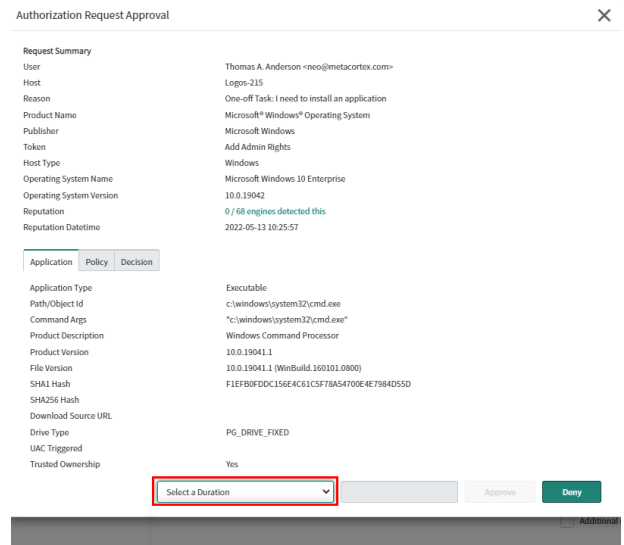 Authorization Request Approval
Request Summary
User Thomas A. Anderson <neo@metacortex.com>
Host Logos-215
Reason One-off Task: I need to install an application
Product Name Microsoft® Windows® Operating System
Publisher Microsoft Windows
Token Add Admin Rights
Host Type Windows
Operating System Name Microsoft Windows 10 Enterprise
Operating System Version 10.0.19042
Reputation 0 / 68 engines detected this
Reputation Datetime 2022-05-13 10:25:57
Application Policy Decision
Application Type Executable
Path/Object Id c:\windows\system32\cmd.exe
Command Args "c:\windows\system32\cmd.exe"
Product Description Windows Command Processor
Product Version 10.0.19041.1
File Version 10.0.19041.1 (WinBuild.160101.0800)
SHA1 Hash F1EFB0FDDC156E4C61C5F78A54700E4E7984D55D
SHA256 Hash
Download Source URL
Drive Type PG_DRIVE_FIXED
UAC Triggered
Trusted Ownership Yes
Select a Duration Approve Deny
Additional